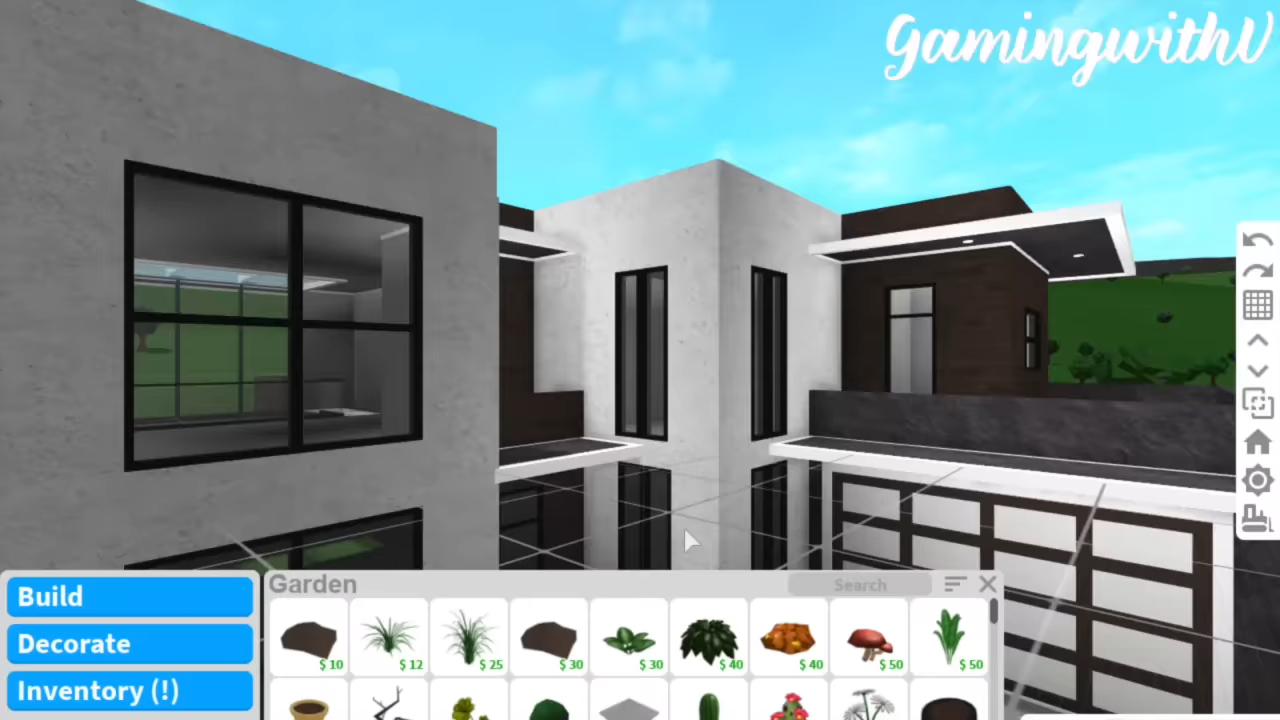 GamingwithV
Build
Decorate
Inventory (!)
Garden
Search
$ 10
$ 12
$ 25
$ 30
$ 30
$ 40
$ 40
$ 50
$ 50